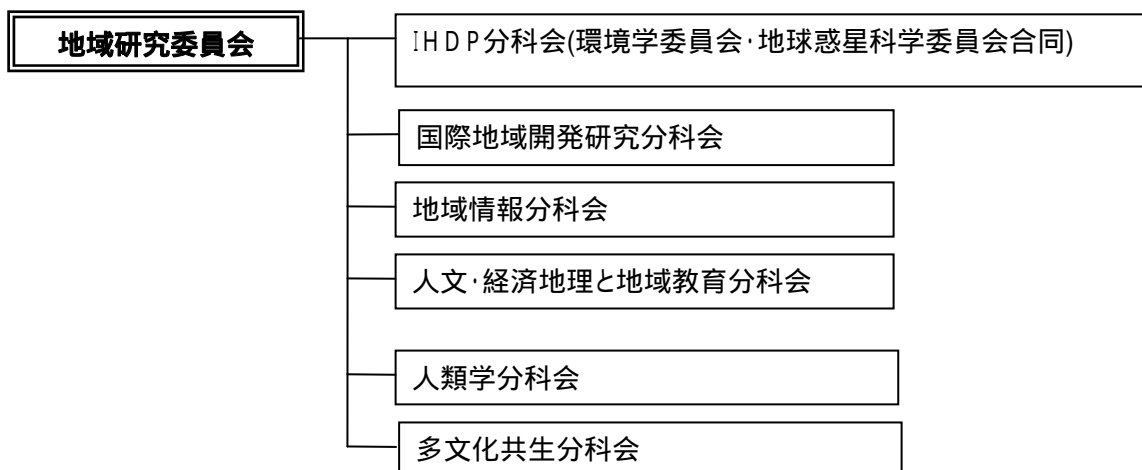 地域研究委員会
IHDP分科会(環境学委員会･地球惑星科学委員会合同)
国際地域開発研究分科会
地域情報分科会
人文･経済地理と地域教育分科会
人類学分科会
多文化共生分科会